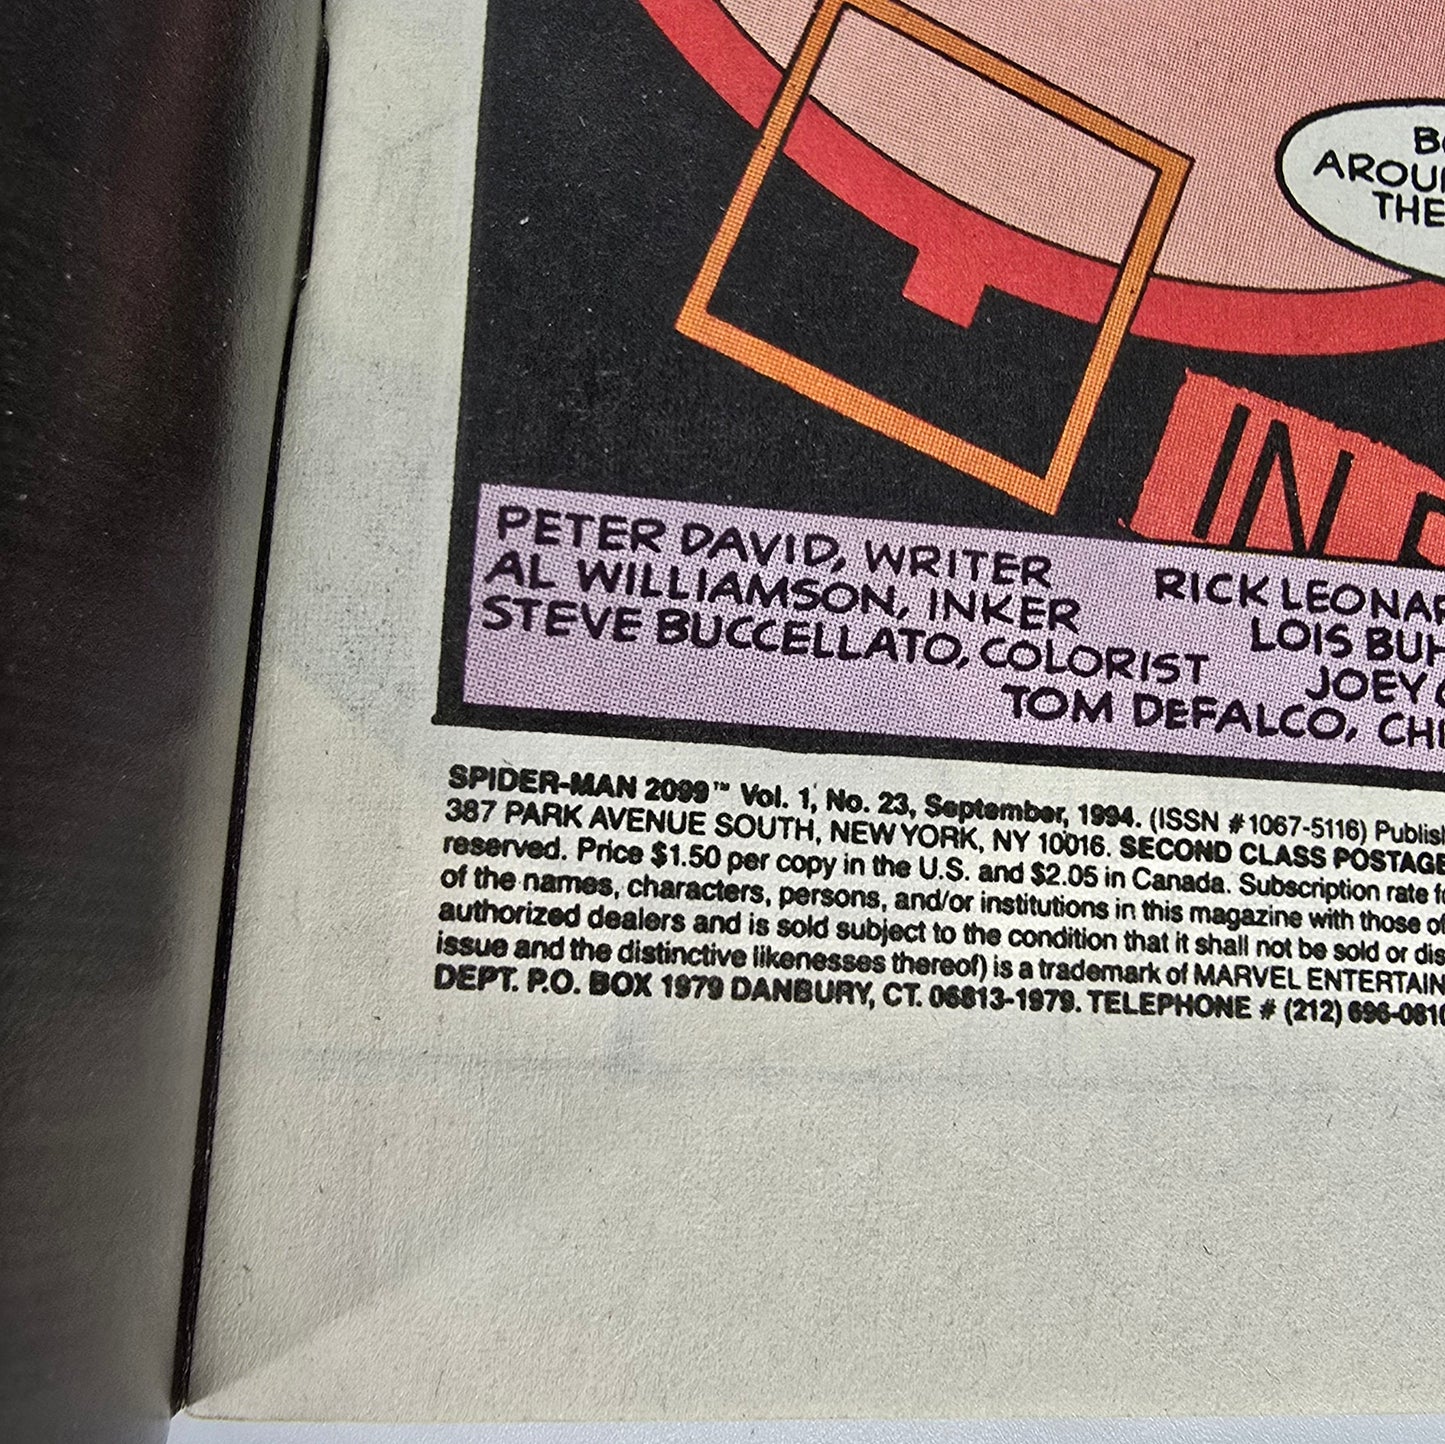 AROU
THE
IN
PETER DAVID, WRITER
AL WILLIAMSON, INKER
STEVE BUCCELLATO, COLORIST
RICK LEONAR
LOIS BUH
JOEY
TOM DEFALCO, CHI
SPIDER-MAN 2099™ Vol. 1, No. 23, September, 1994. (ISSN #1067-5116) Publish
387 PARK AVENUE SOUTH, NEW YORK, NY 10016. SECOND CLASS POSTAGE
reserved. Price $1.50 per copy in the U.S. and $2.05 in Canada. Subscription rate f
of the names, characters, persons, and/or institutions in this magazine with those of
authorized dealers and is sold subject to the condition that it shall not be sold or dis
issue and the distinctive likenesses thereof) is a trademark of MARVEL ENTERTAIN
DEPT. P.O. BOX 1979 DANBURY, CT. 06813-1979. TELEPHONE # (212) 696-0810